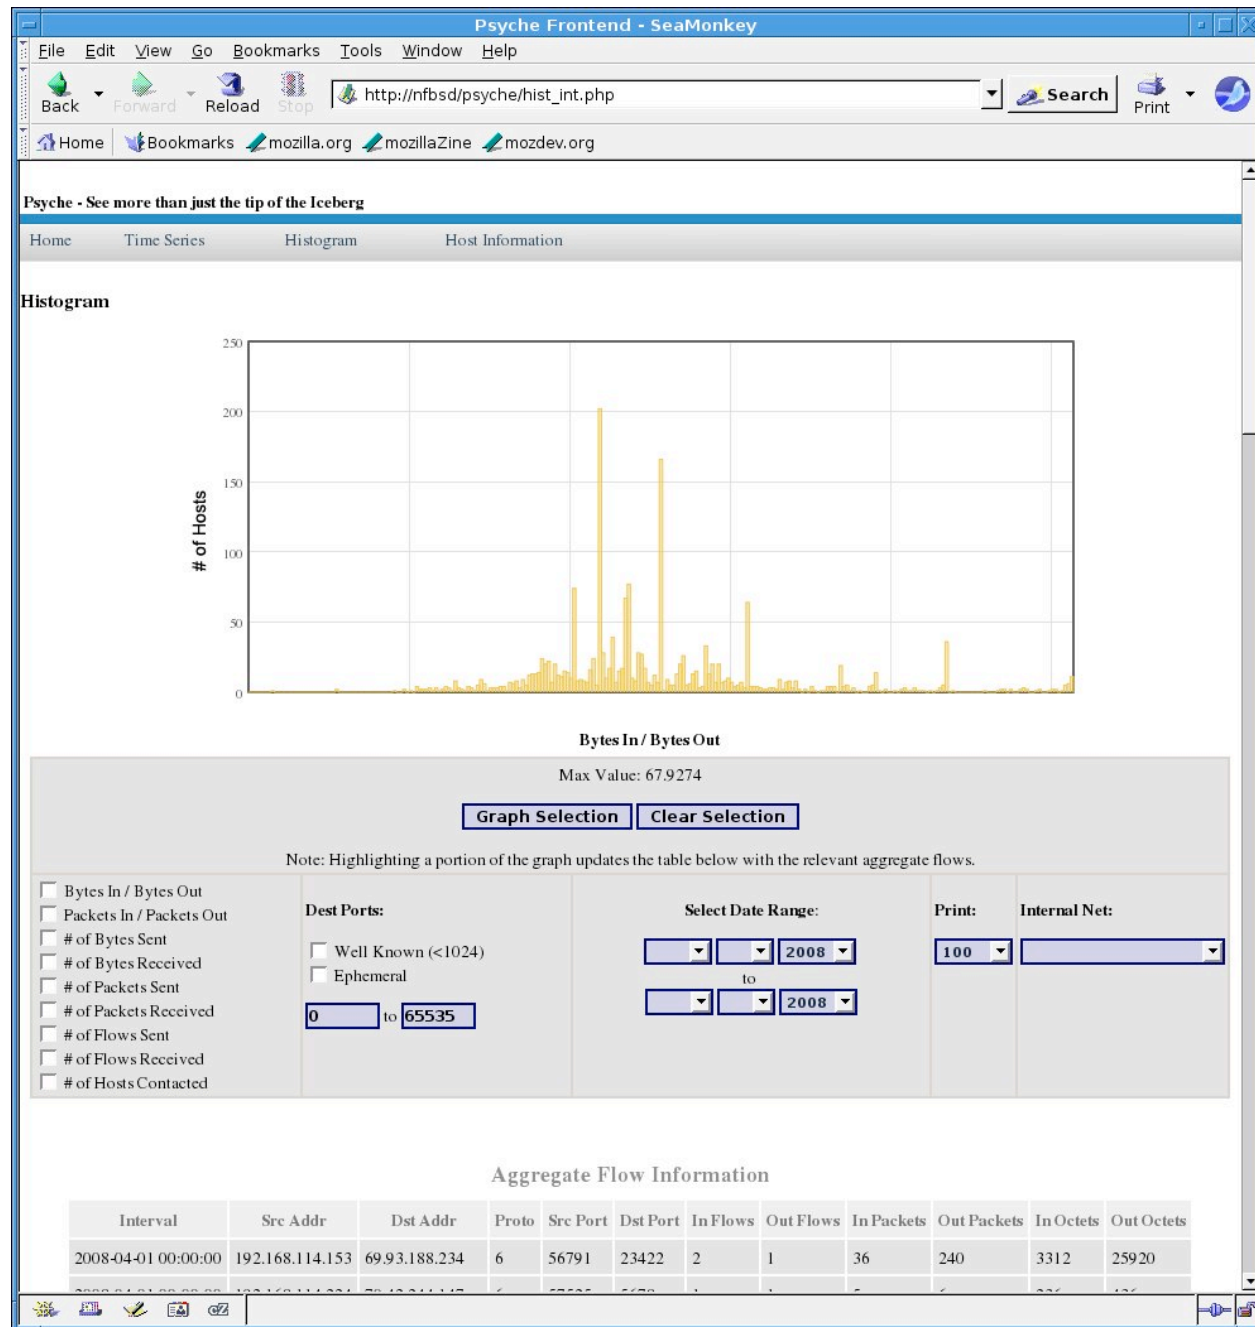 Psyche Frontend - SeaMonkey
File Edit View Go Bookmarks Tools Window Help
Back Forward Reload Stop http://nfbsd/psyche/hist_int.php Search Print
Home Bookmarks mozilla.org mozillaZine mozdev.org
Psyche - See more than just the tip of the Iceberg
Home Time Series Histogram Host Information
Histogram
250
200
150
100
50
0
# of Hosts
Bytes In / Bytes Out
Max Value: 67.9274
Graph Selection Clear Selection
Note: Highlighting a portion of the graph updates the table below with the relevant aggregate flows.
Bytes In / Bytes Out
Packets In / Packets Out
# of Bytes Sent
# of Bytes Received
# of Packets Sent
# of Packets Received
# of Flows Sent
# of Flows Received
# of Hosts Contacted
Dest Ports:
Well Known (<1024)
Ephemeral
0 to 65535
Select Date Range:
2008
to
2008
Print:
100
Internal Net:
Aggregate Flow Information
Interval Src Addr Dst Addr Proto Src Port Dst Port In Flows Out Flows In Packets Out Packets In Octets Out Octets
2008-04-01 00:00:00 192.168.114.153 69.93.188.234 6 56791 23422 2 1 36 240 3312 25920